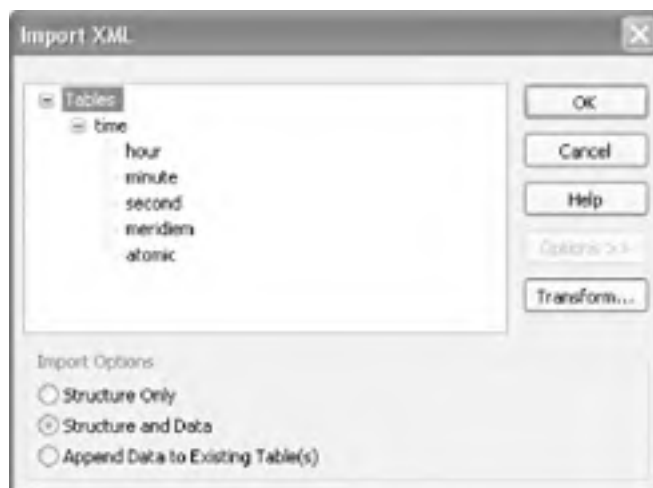 Import XML
Tables
time
hour
minute
second
meridiem
atomic
OK
Cancel
Help
Options >>
Transform...
Import Options
Structure Only
Structure and Data
Append Data to Existing Table(s)